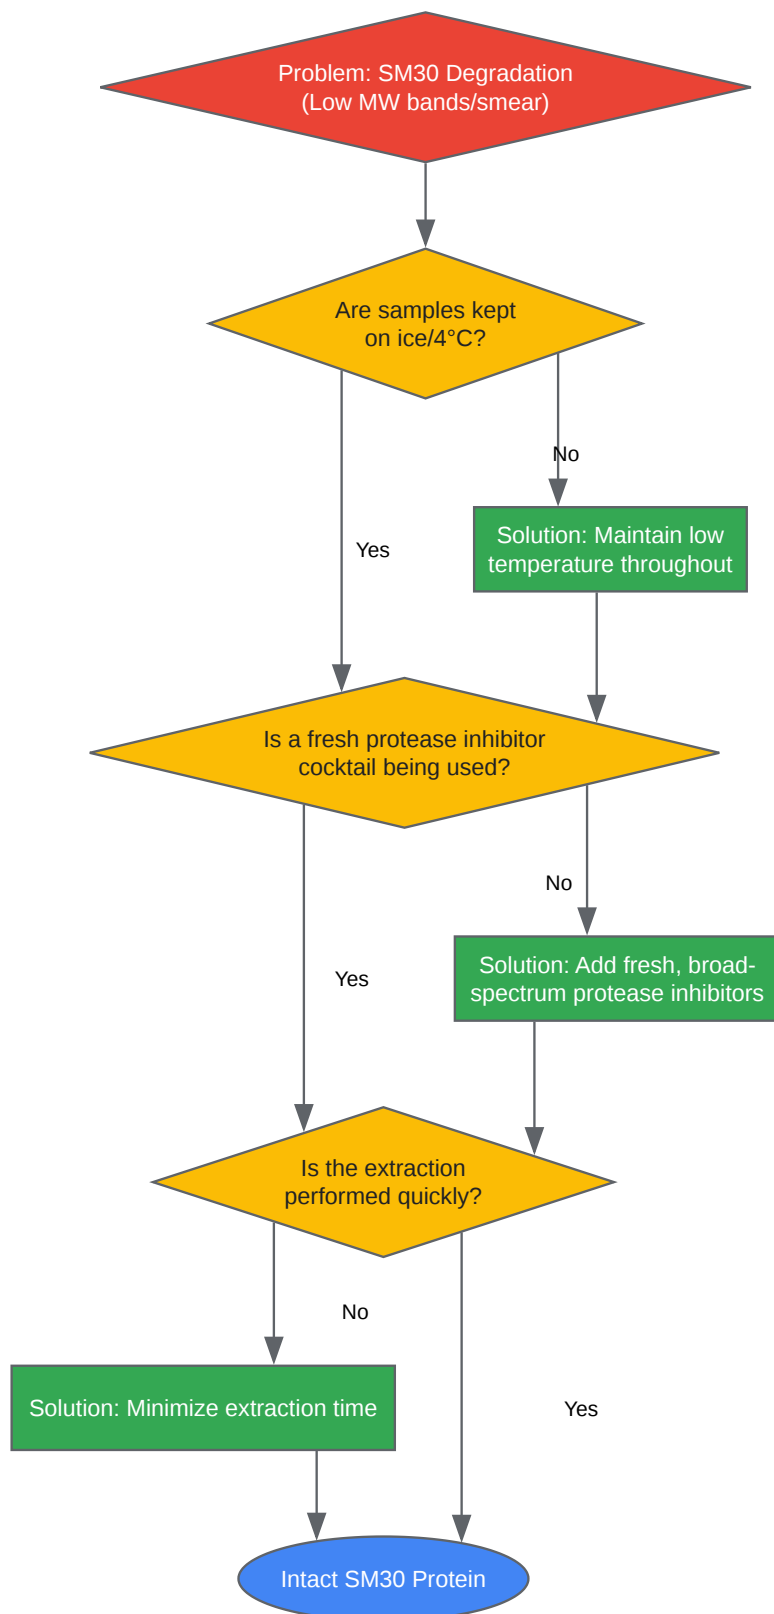 Problem: SM30 Degradation
(Low MW bands/smear)
Are samples kept
on ice/4°C?
No
Solution: Maintain low
temperature throughout
Yes
Is a fresh protease inhibitor
cocktail being used?
No
Solution: Add fresh, broad-
spectrum protease inhibitors
Yes
Is the extraction
performed quickly?
No
Solution: Minimize extraction time
Yes
Intact SM30 Protein